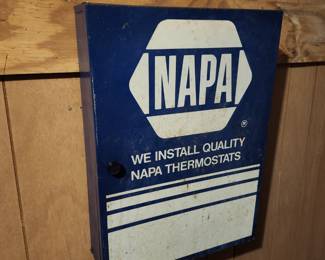 NAPA
®
WE INSTALL QUALITY
NAPA THERMOSTATS